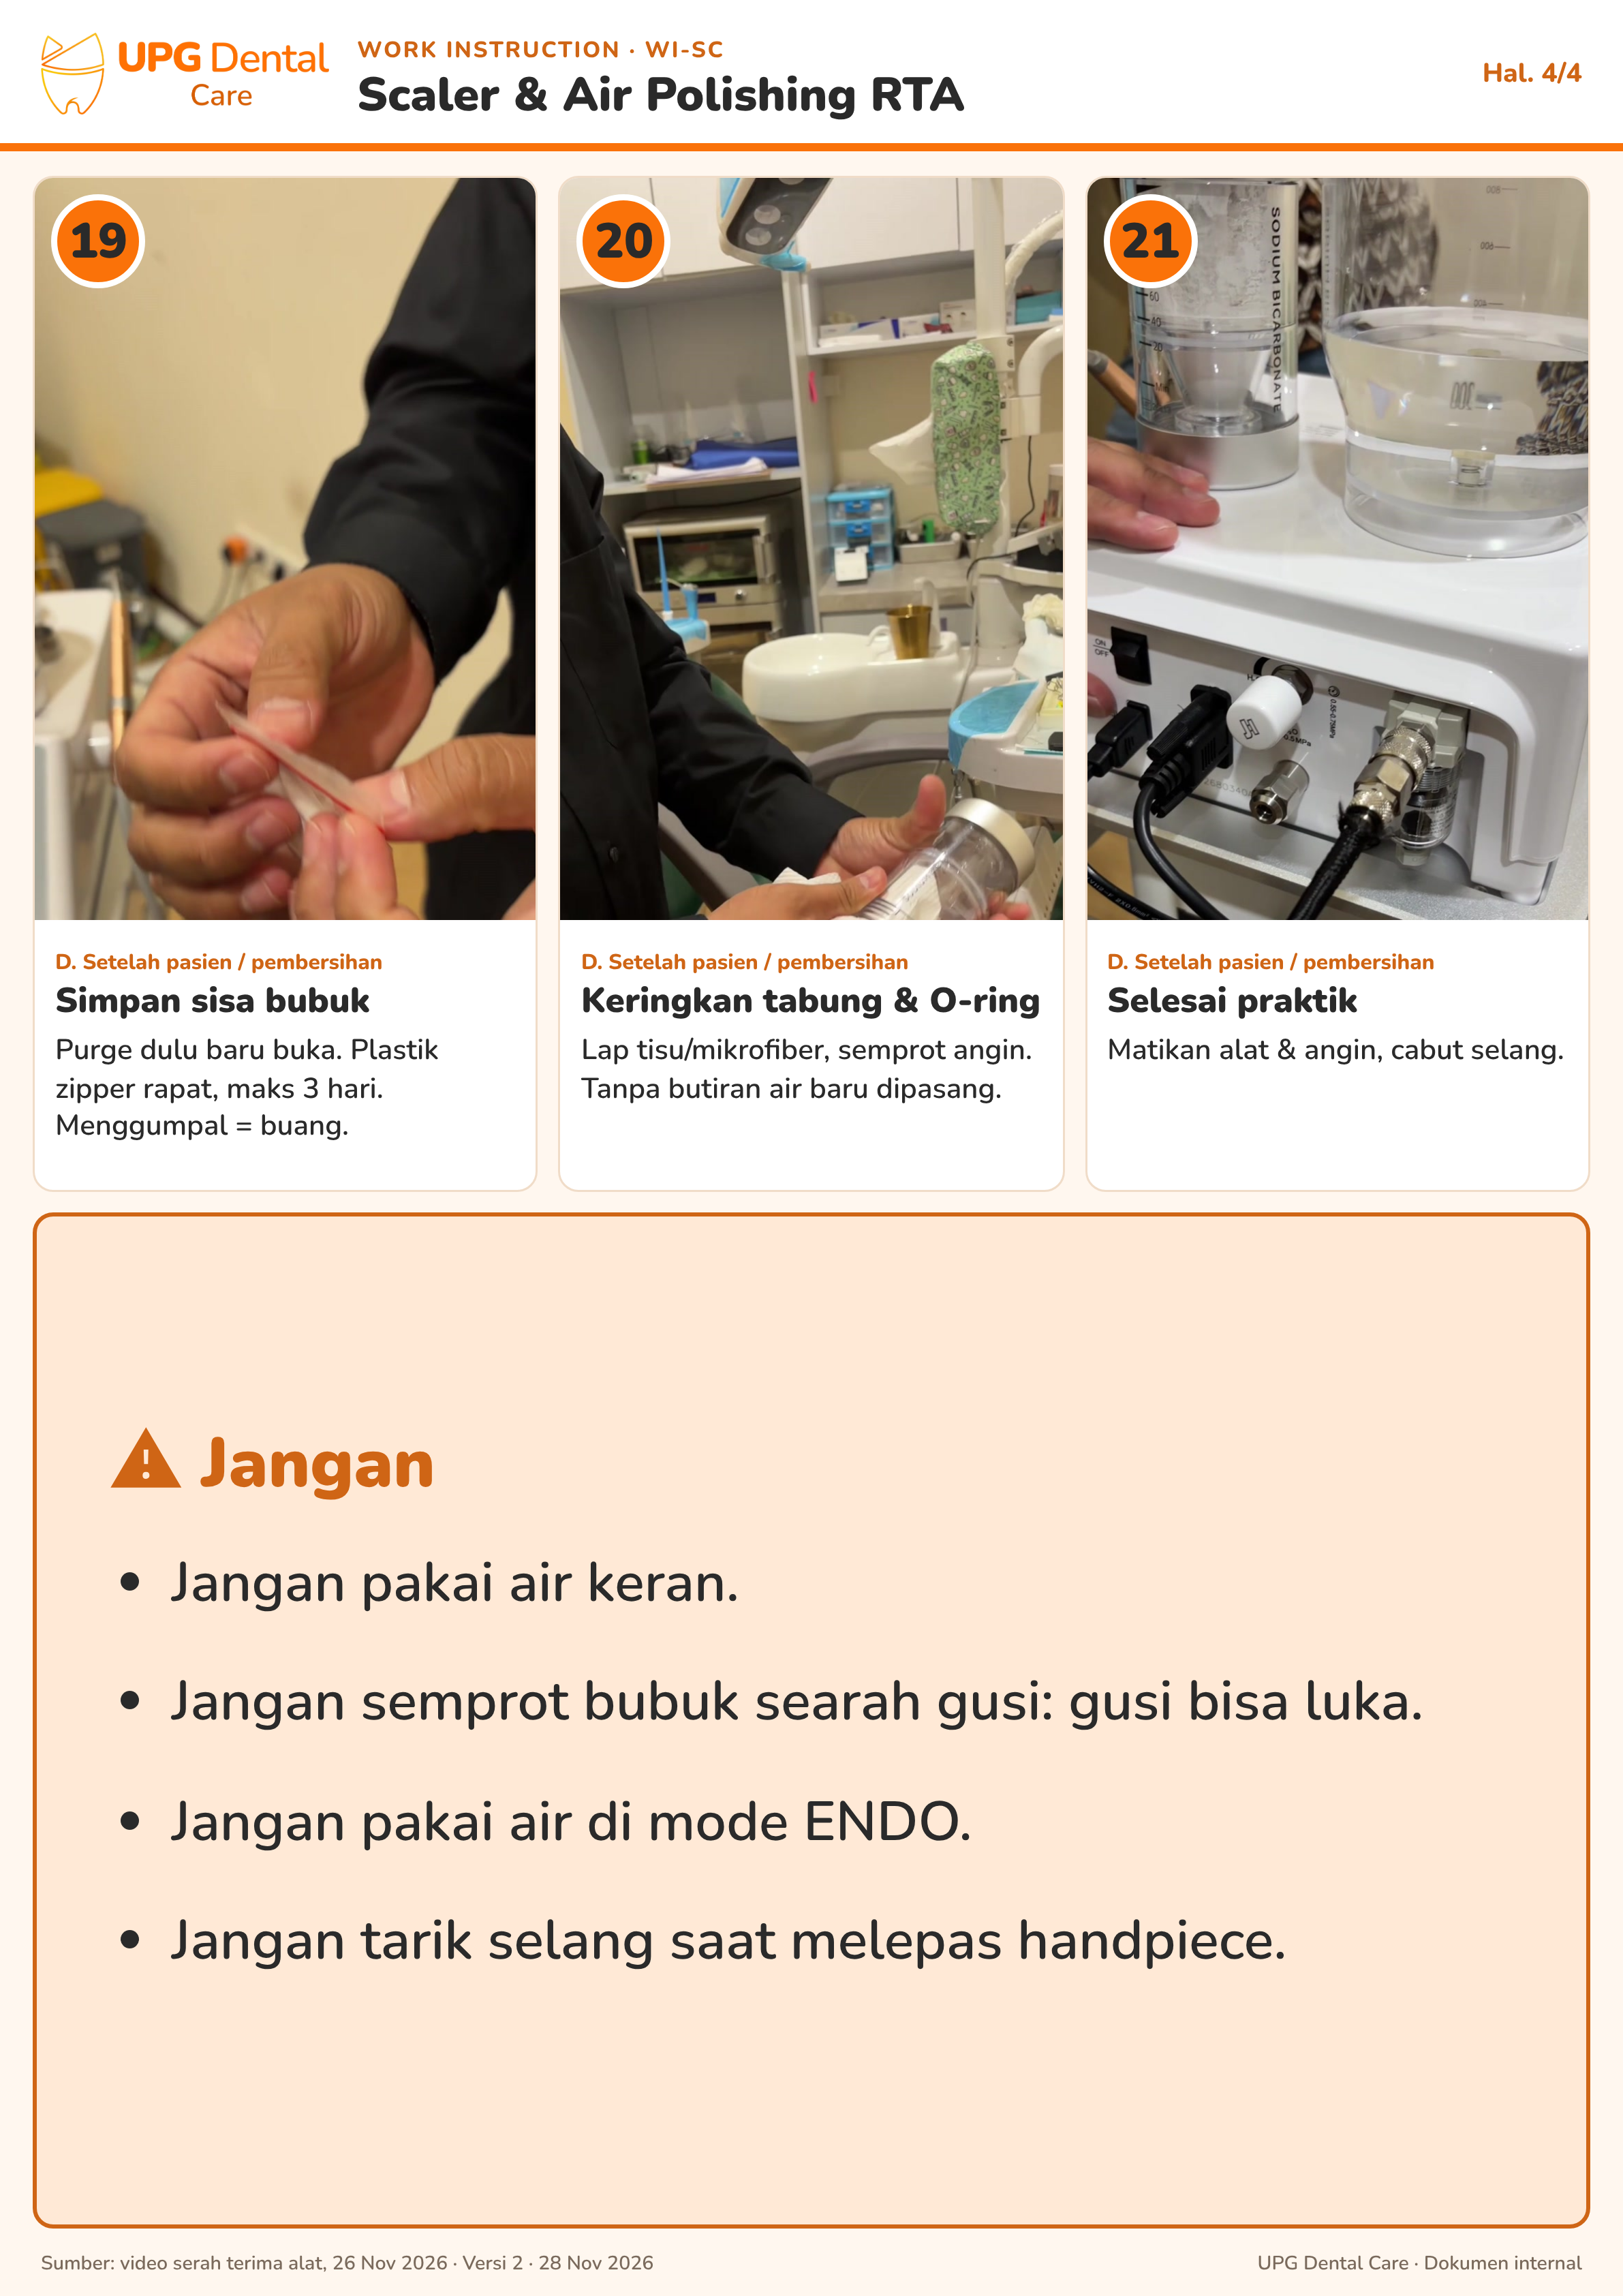 UPG Dental
Care
WORK INSTRUCTION · WI-SC
Scaler & Air Polishing RTA
Hal. 4/4
19
20
21
SODIUM BICARBONATE
60
40
20
ON
OFF
D. Setelah pasien / pembersihan
Simpan sisa bubuk
Purge dulu baru buka. Plastik
zipper rapat, maks 3 hari.
Menggumpal = buang.
D. Setelah pasien / pembersihan
Keringkan tabung & O-ring
Lap tisu/mikrofiber, semprot angin.
Tanpa butiran air baru dipasang.
D. Setelah pasien / pembersihan
Selesai praktik
Matikan alat & angin, cabut selang.
Jangan
• Jangan pakai air keran.
• Jangan semprot bubuk searah gusi: gusi bisa luka.
• Jangan pakai air di mode ENDO.
• Jangan tarik selang saat melepas handpiece.
Sumber: video serah terima alat, 26 Nov 2026 · Versi 2 · 28 Nov 2026
UPG Dental Care · Dokumen internal